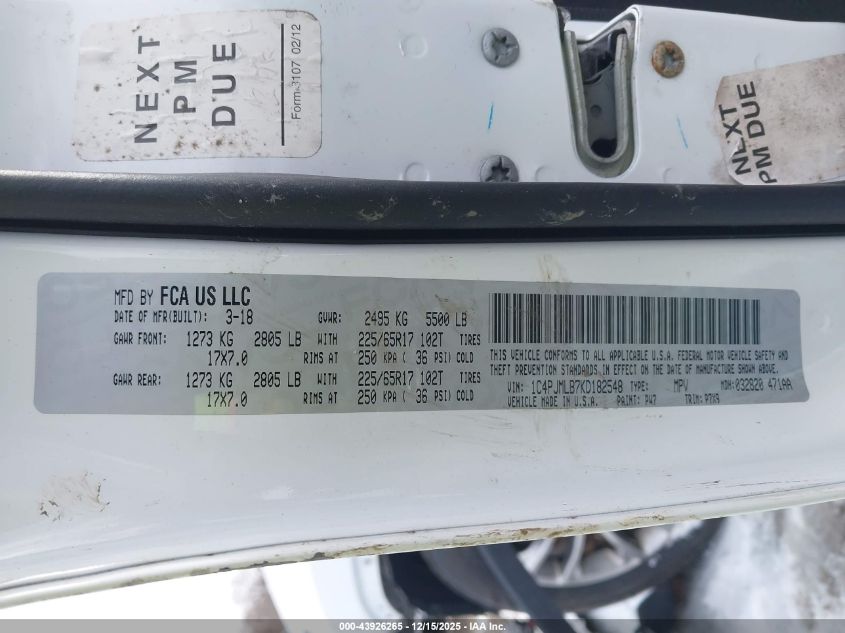 NEXT
PM
DUE
Form-3107 02/12
NEXT
PM DUE
MFD BY FCA US LLC
DATE OF MFR(BUILT): 3-18 GVWR: 2495 KG 5500 LB
GAWR FRONT: 1273 KG 2805 LB WITH 225/65R17 102T TIRES
17X7.0 RIMS AT 250 KPA ( 36 PSI) COLD
GAWR REAR: 1273 KG 2805 LB WITH 225/65R17 102T TIRES
17X7.0 RIMS AT 250 KPA ( 36 PSI) COLD
THIS VEHICLE CONFORMS TO ALL APPLICABLE U.S.A. FEDERAL MOTOR VEHICLE SAFETY AND
THEFT PREVENTION STANDARDS IN EFFECT ON THE DATE OF MANUFACTURE SHOWN ABOVE.
VIN: 1C4PJMLB7KD182548 TYPE: MPV MDH: 032820 471AA
VEHICLE MADE IN U.S.A. PAINT: PW7 TRIM: A7X9
000-43926265 - 12/15/2025 - IAA Inc.